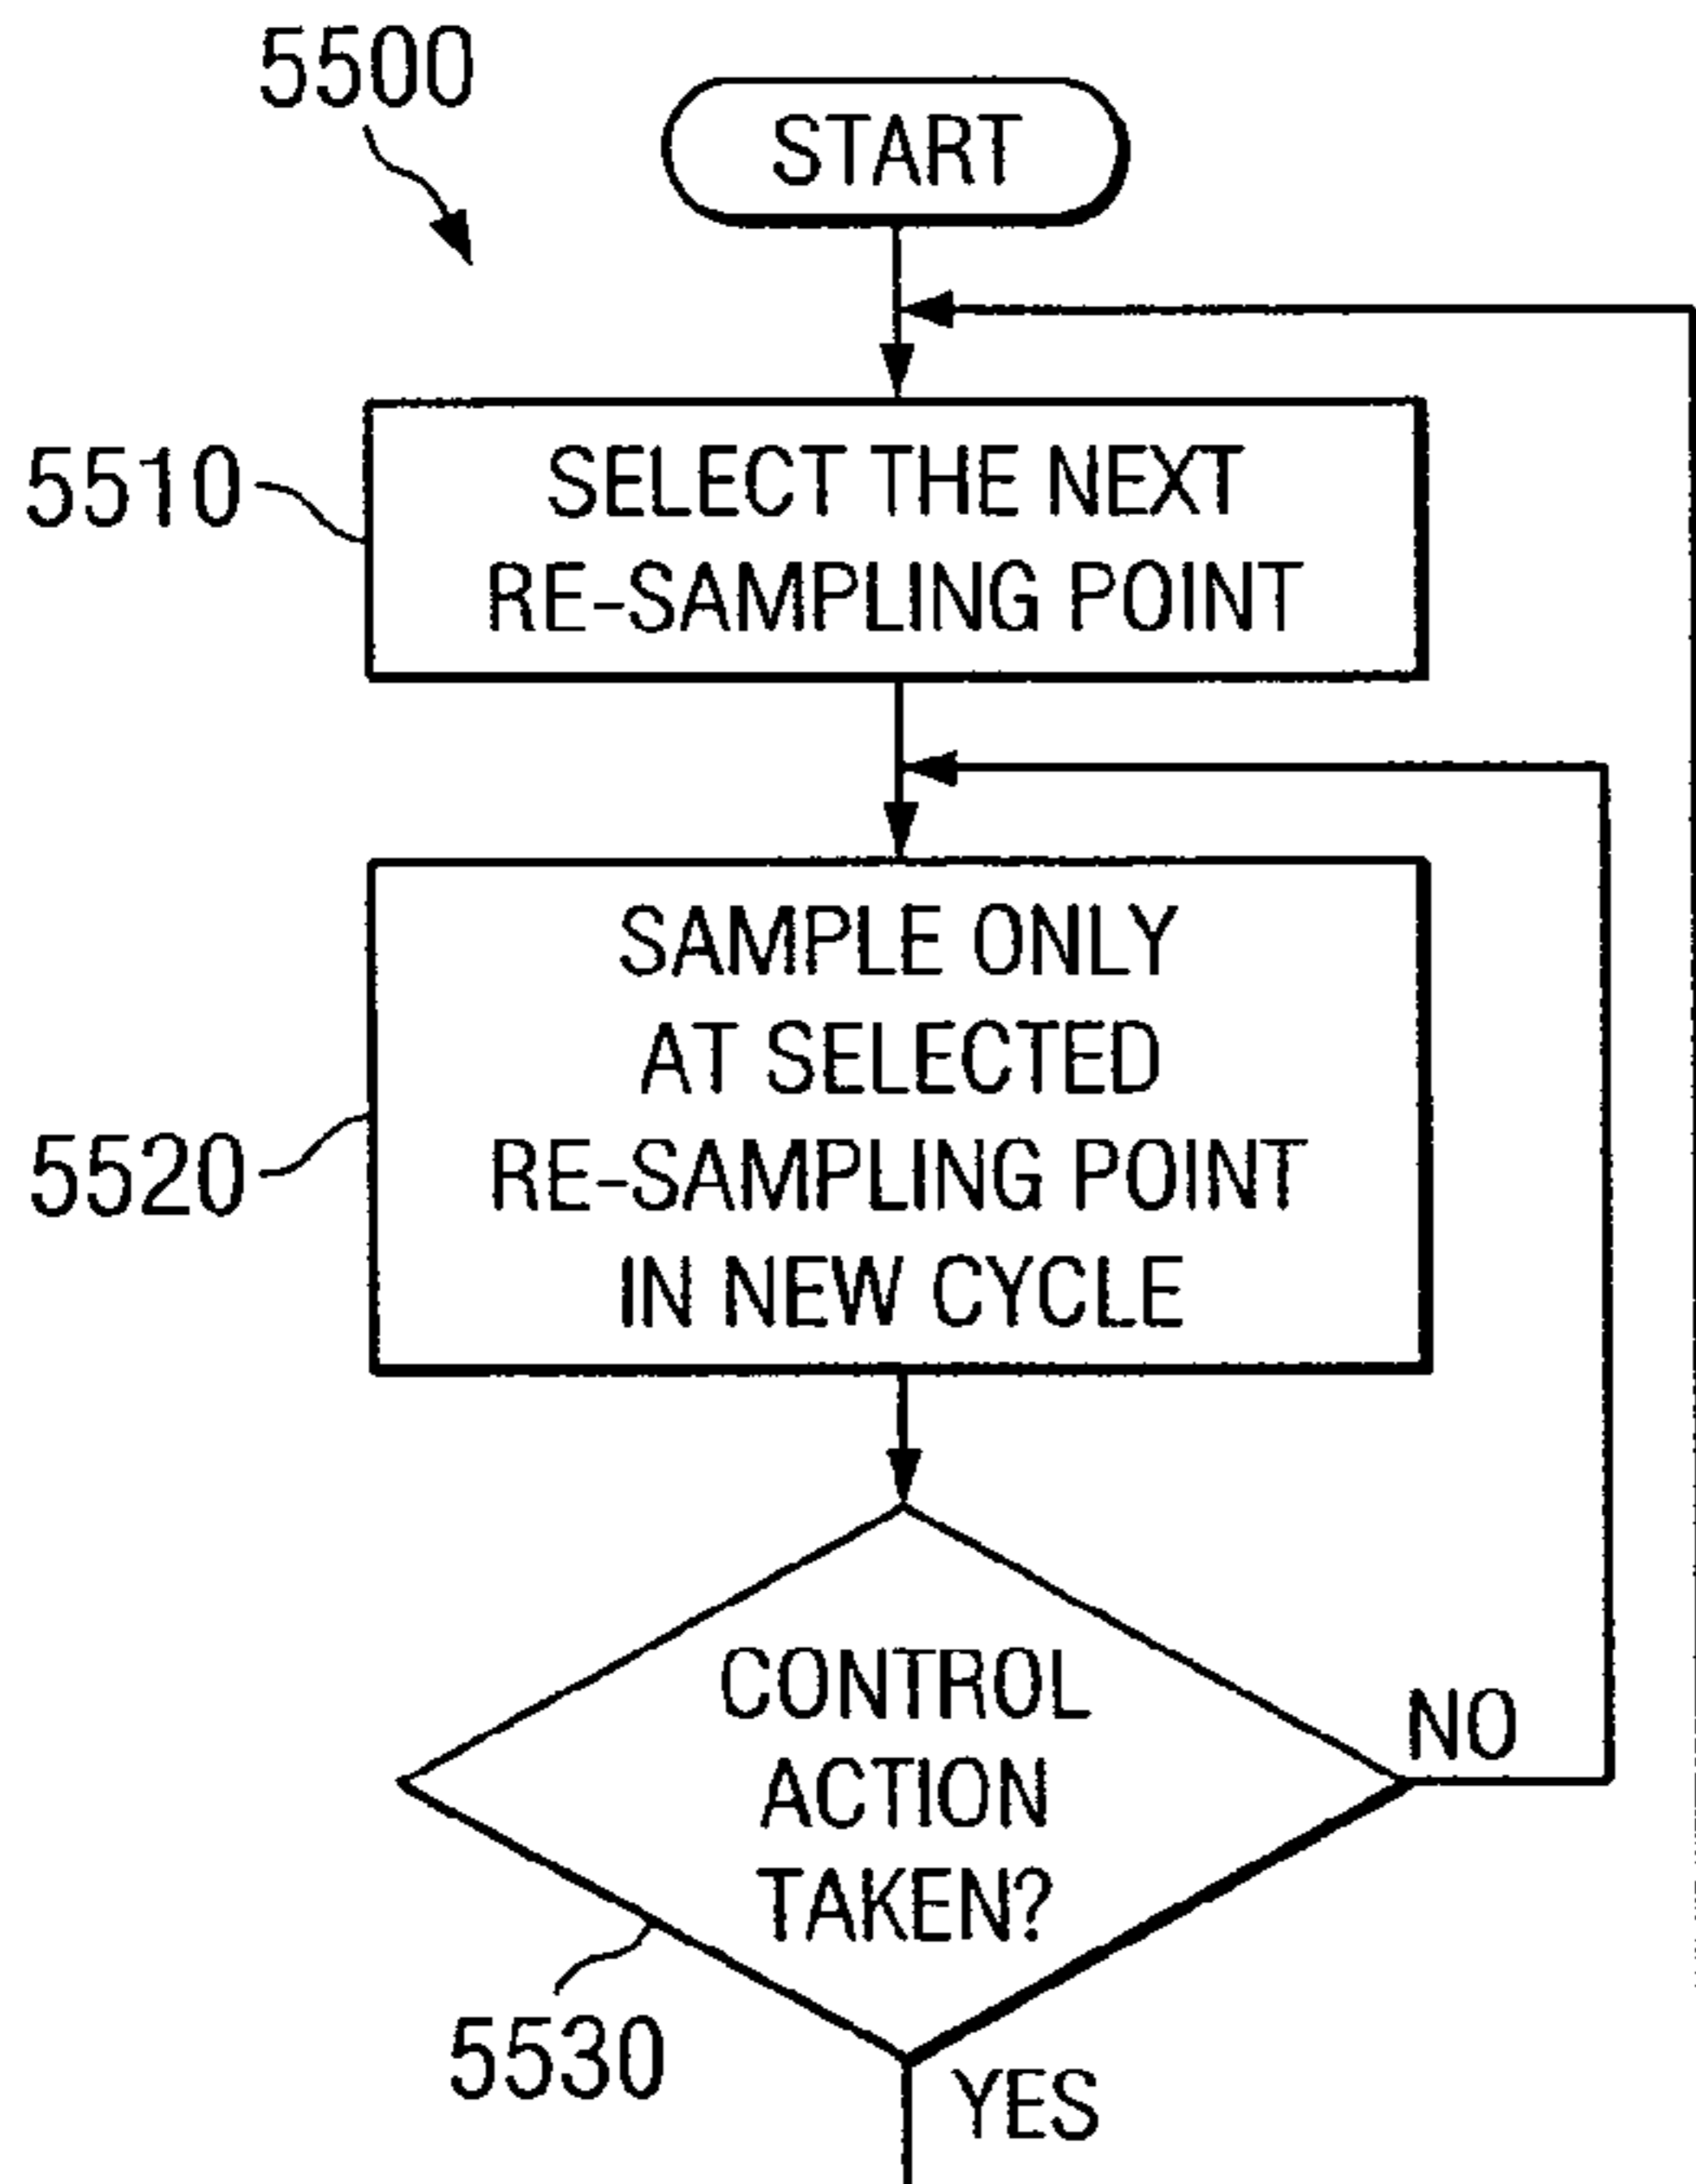 5500
START
5510
SELECT THE NEXT
RE-SAMPLING POINT
5520
SAMPLE ONLY
AT SELECTED
RE-SAMPLING POINT
IN NEW CYCLE
CONTROL
ACTION
TAKEN?
NO
5530
YES